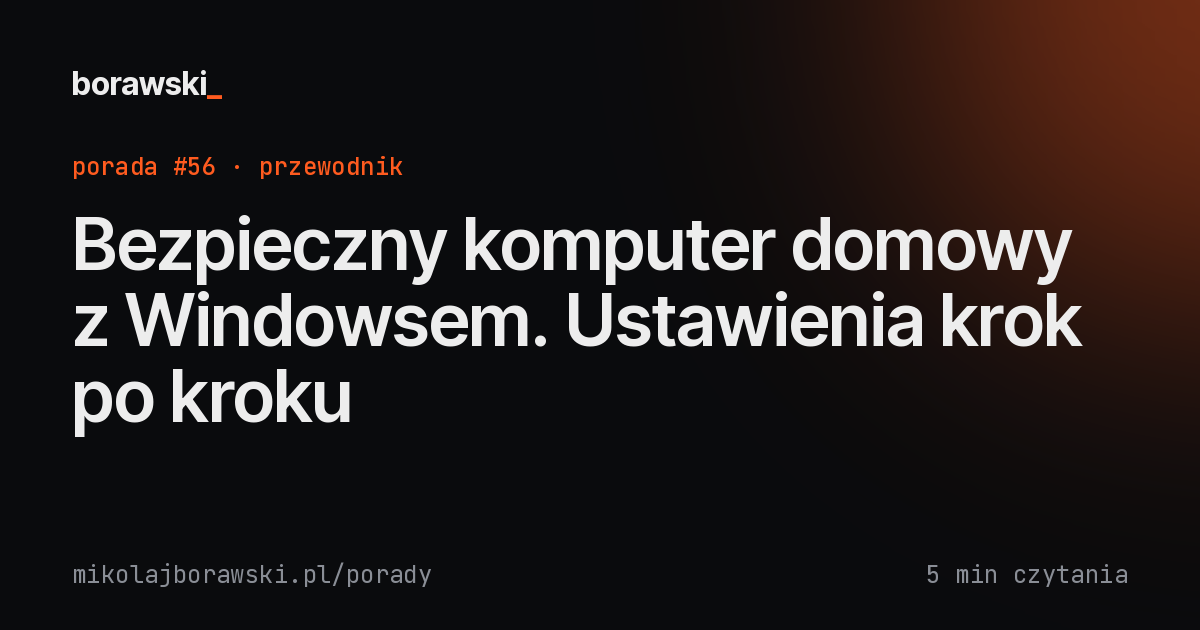 borawski_
porada #56 · przewodnik
Bezpieczny komputer domowy
z Windowsem. Ustawienia krok
po kroku
mikolajborawski.pl/porady
5 min czytania